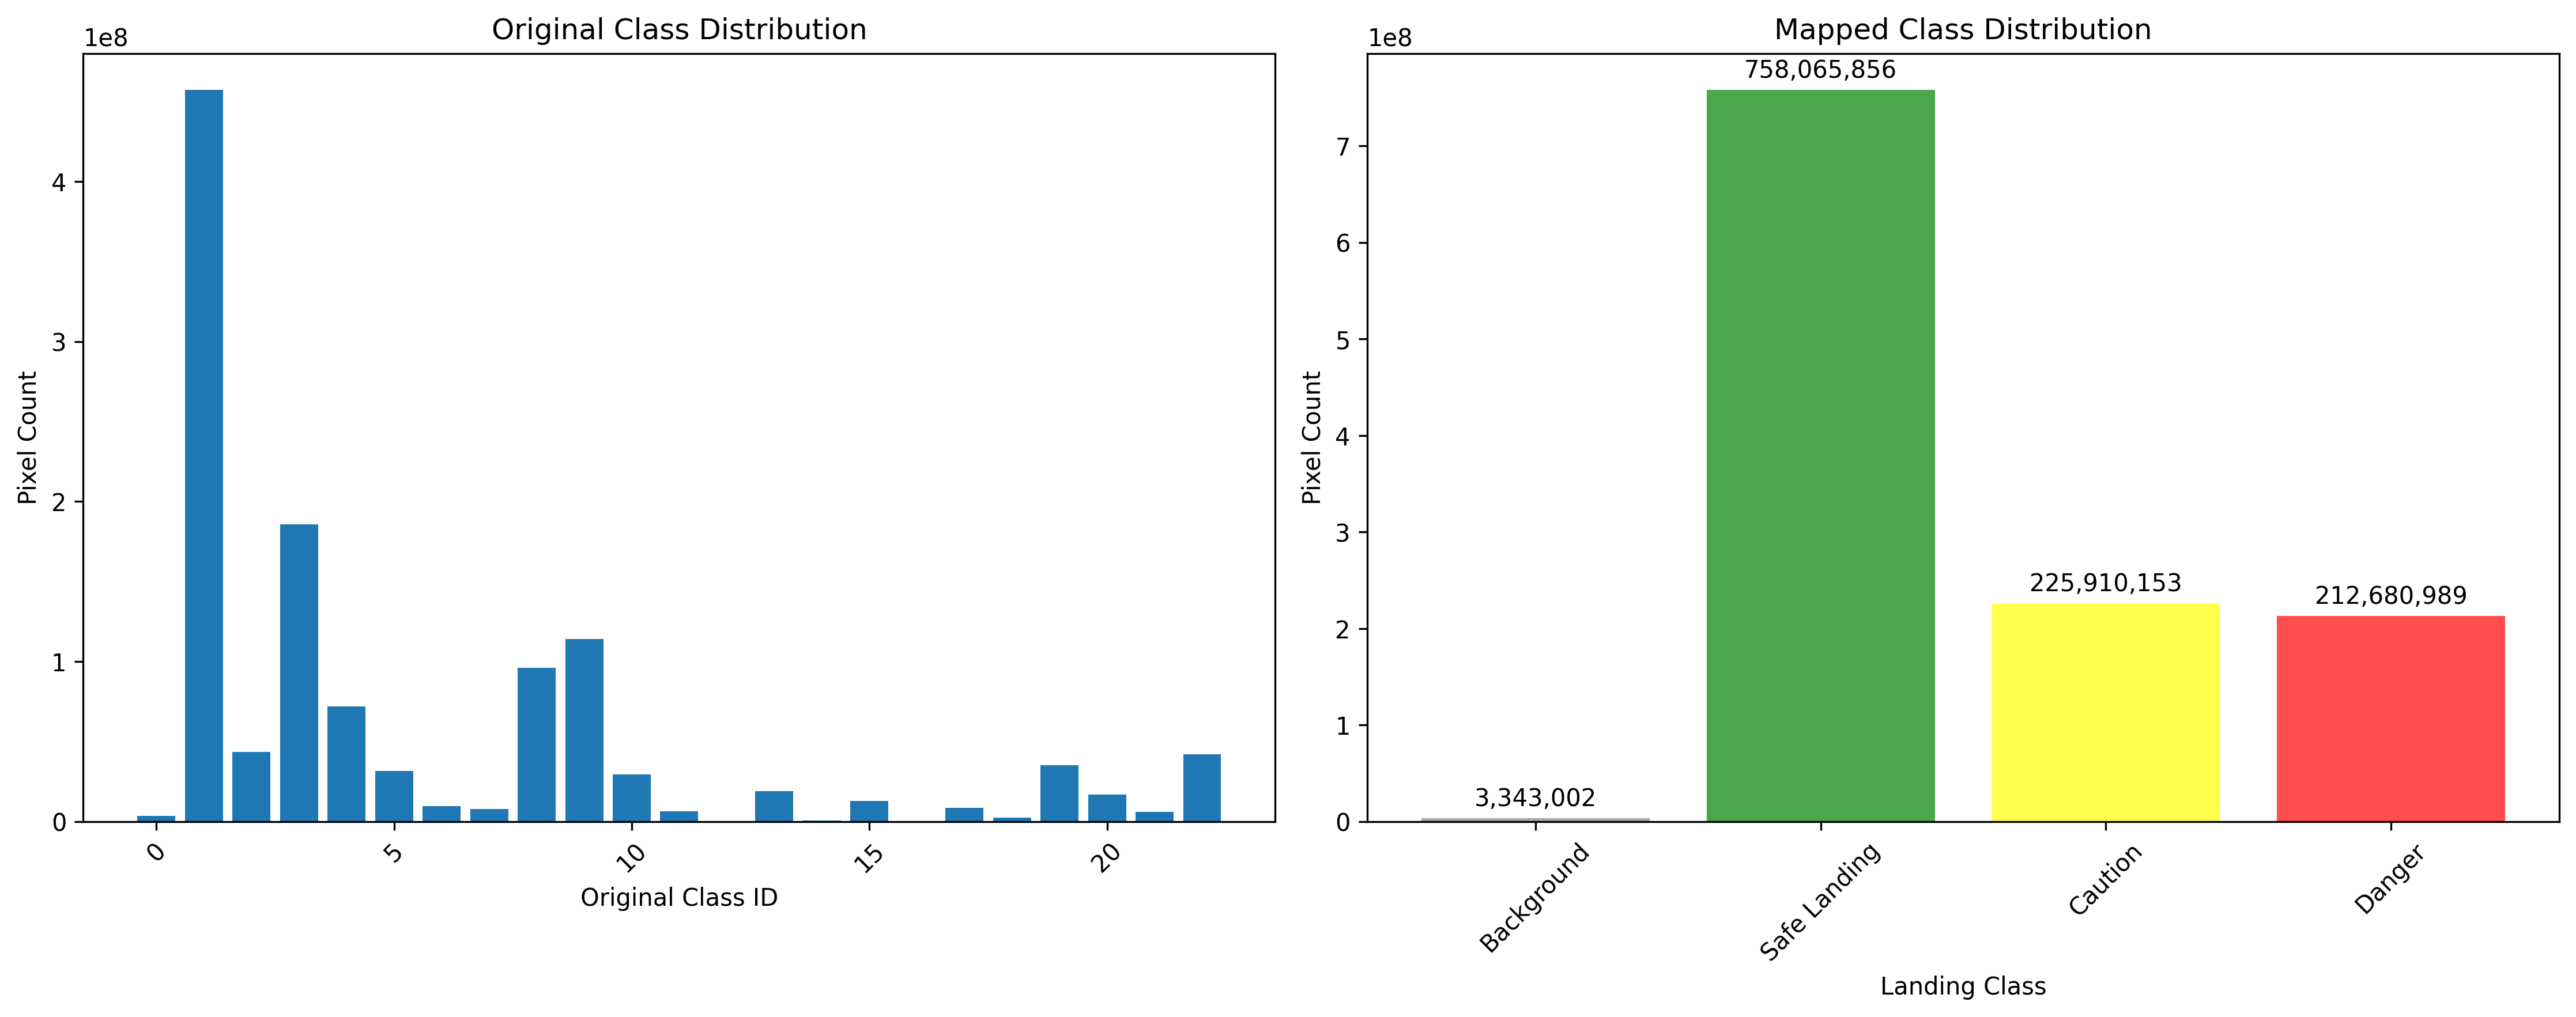 Original Class Distribution
1e8
4
3
2
1
0
Pixel Count
0
5
10
15
20
Original Class ID
Mapped Class Distribution
1e8
7
6
5
4
3
2
1
0
Pixel Count
3,343,002
758,065,856
225,910,153
212,680,989
Background
Safe Landing
Caution
Danger
Landing Class